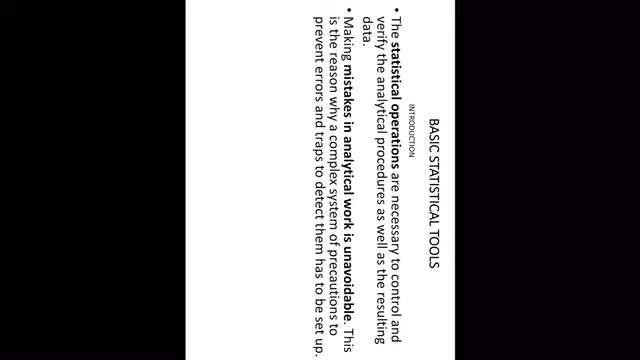 BASIC STATISTICAL TOOLS
INTRODUCTION
• The statistical operations are necessary to control and
verify the analytical procedures as well as the resulting
data.
• Making mistakes in analytical work is unavoidable. This
is the reason why a complex system of precautions to
prevent errors and traps to detect them has to be set up.